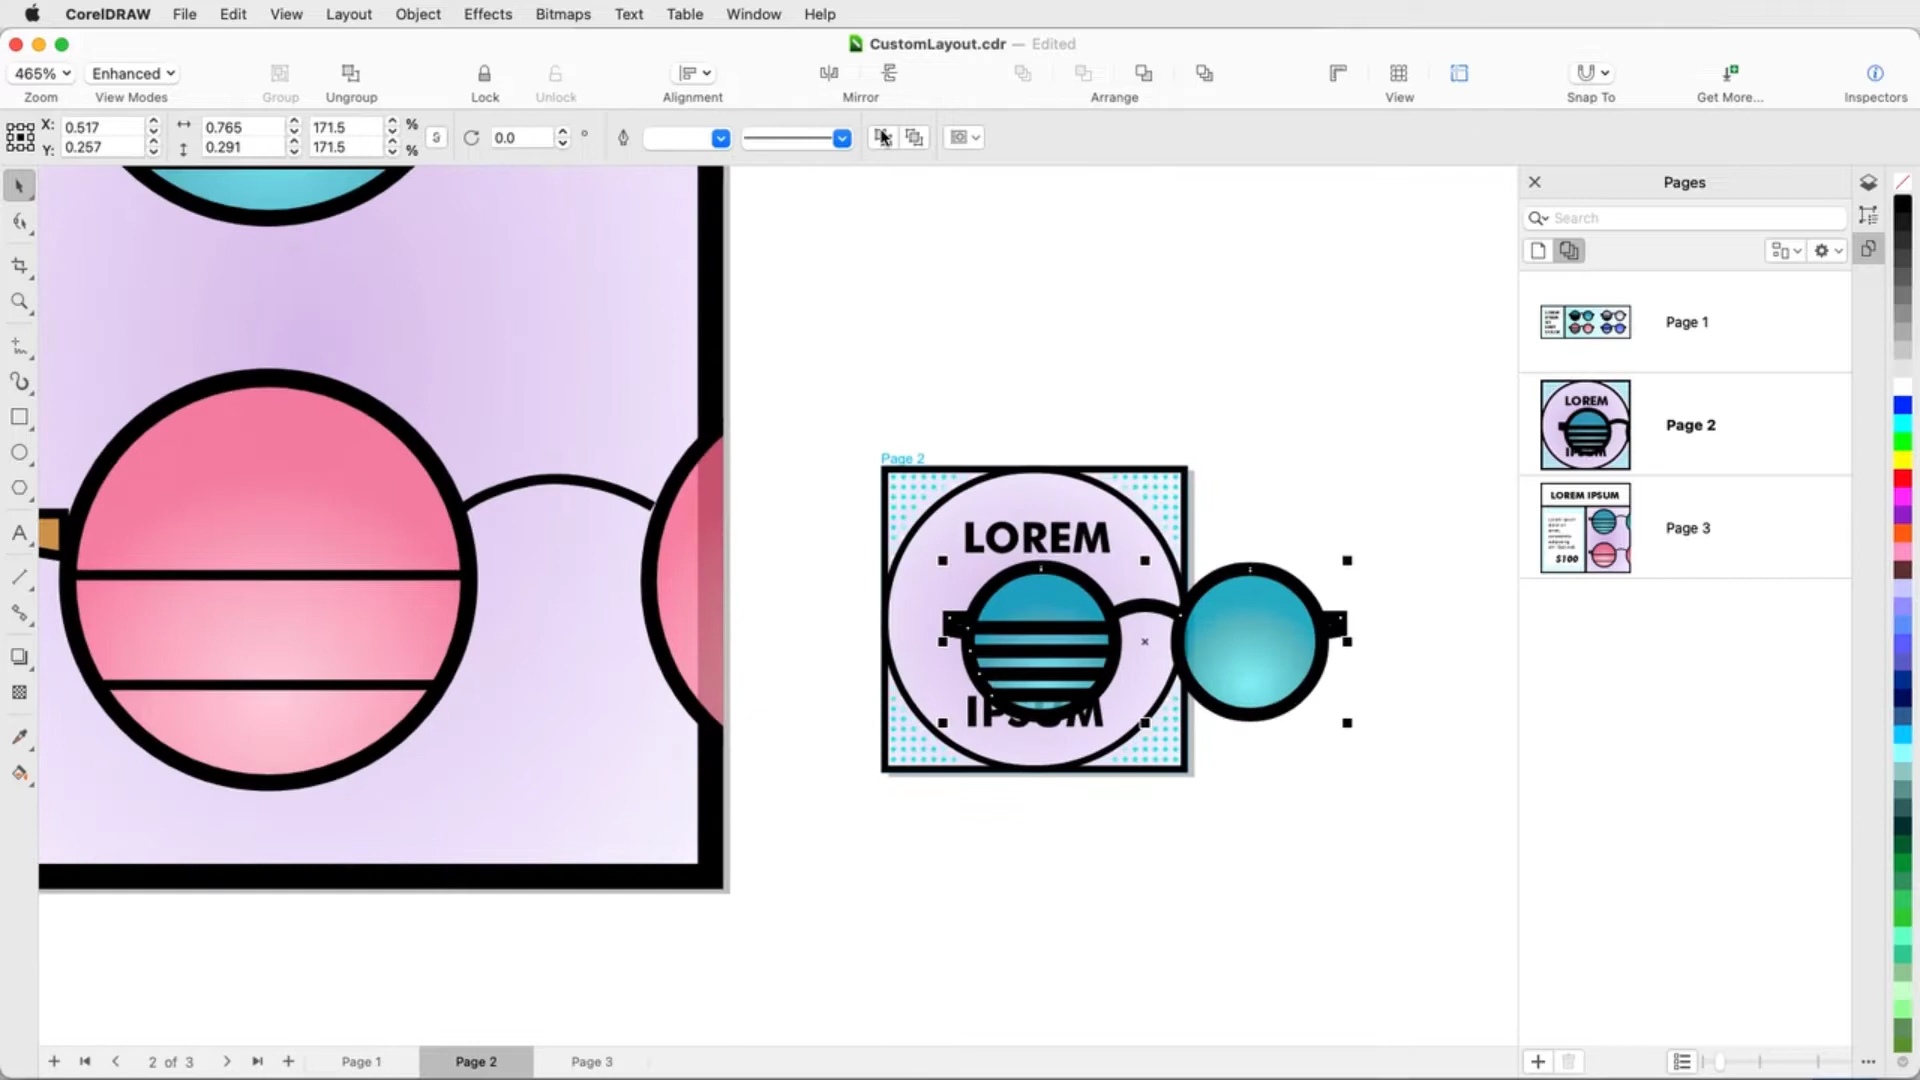 CorelDRAW File Edit View Layout Object Effects Bitmaps Text Table Window Help
CustomLayout.cdr — Edited
465% Enhanced
Zoom View Modes Group Ungroup Lock Unlock Alignment Mirror Arrange View Snap To Get More... Inspectors
X: 0.517 0.765 171.5 %
Y: 0.257 0.291 171.5 %
0.0 °
Pages
Search
Page 1
LOREM
Page 2
IPSUM
LOREM IPSUM
Page 3
$100
Page 2
LOREM
IPSUM
2 of 3 Page 1 Page 2 Page 3